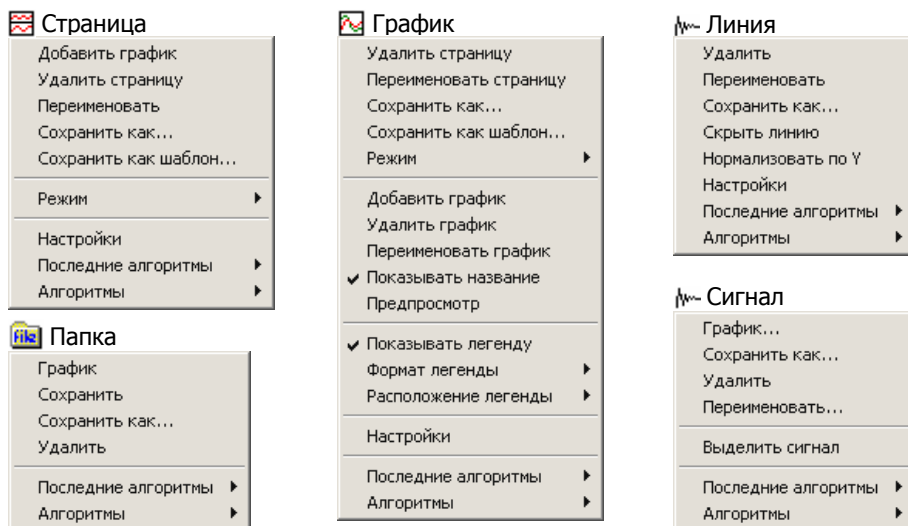 Страница
Добавить график
Удалить страницу
Переименовать
Сохранить как...
Сохранить как шаблон...
Режим
Настройки
Последние алгоритмы
Алгоритмы
file Папка
График
Сохранить
Сохранить как...
Удалить
Последние алгоритмы
Алгоритмы
График
Удалить страницу
Переименовать страницу
Сохранить как...
Сохранить как шаблон...
Режим
Добавить график
Удалить график
Переименовать график
Показывать название
Предпросмотр
Показывать легенду
Формат легенды
Расположение легенды
Настройки
Последние алгоритмы
Алгоритмы
Линия
Удалить
Переименовать
Сохранить как...
Скрыть линию
Нормализовать по Y
Настройки
Последние алгоритмы
Алгоритмы
Сигнал
График...
Сохранить как...
Удалить
Переименовать...
Выделить сигнал
Последние алгоритмы
Алгоритмы